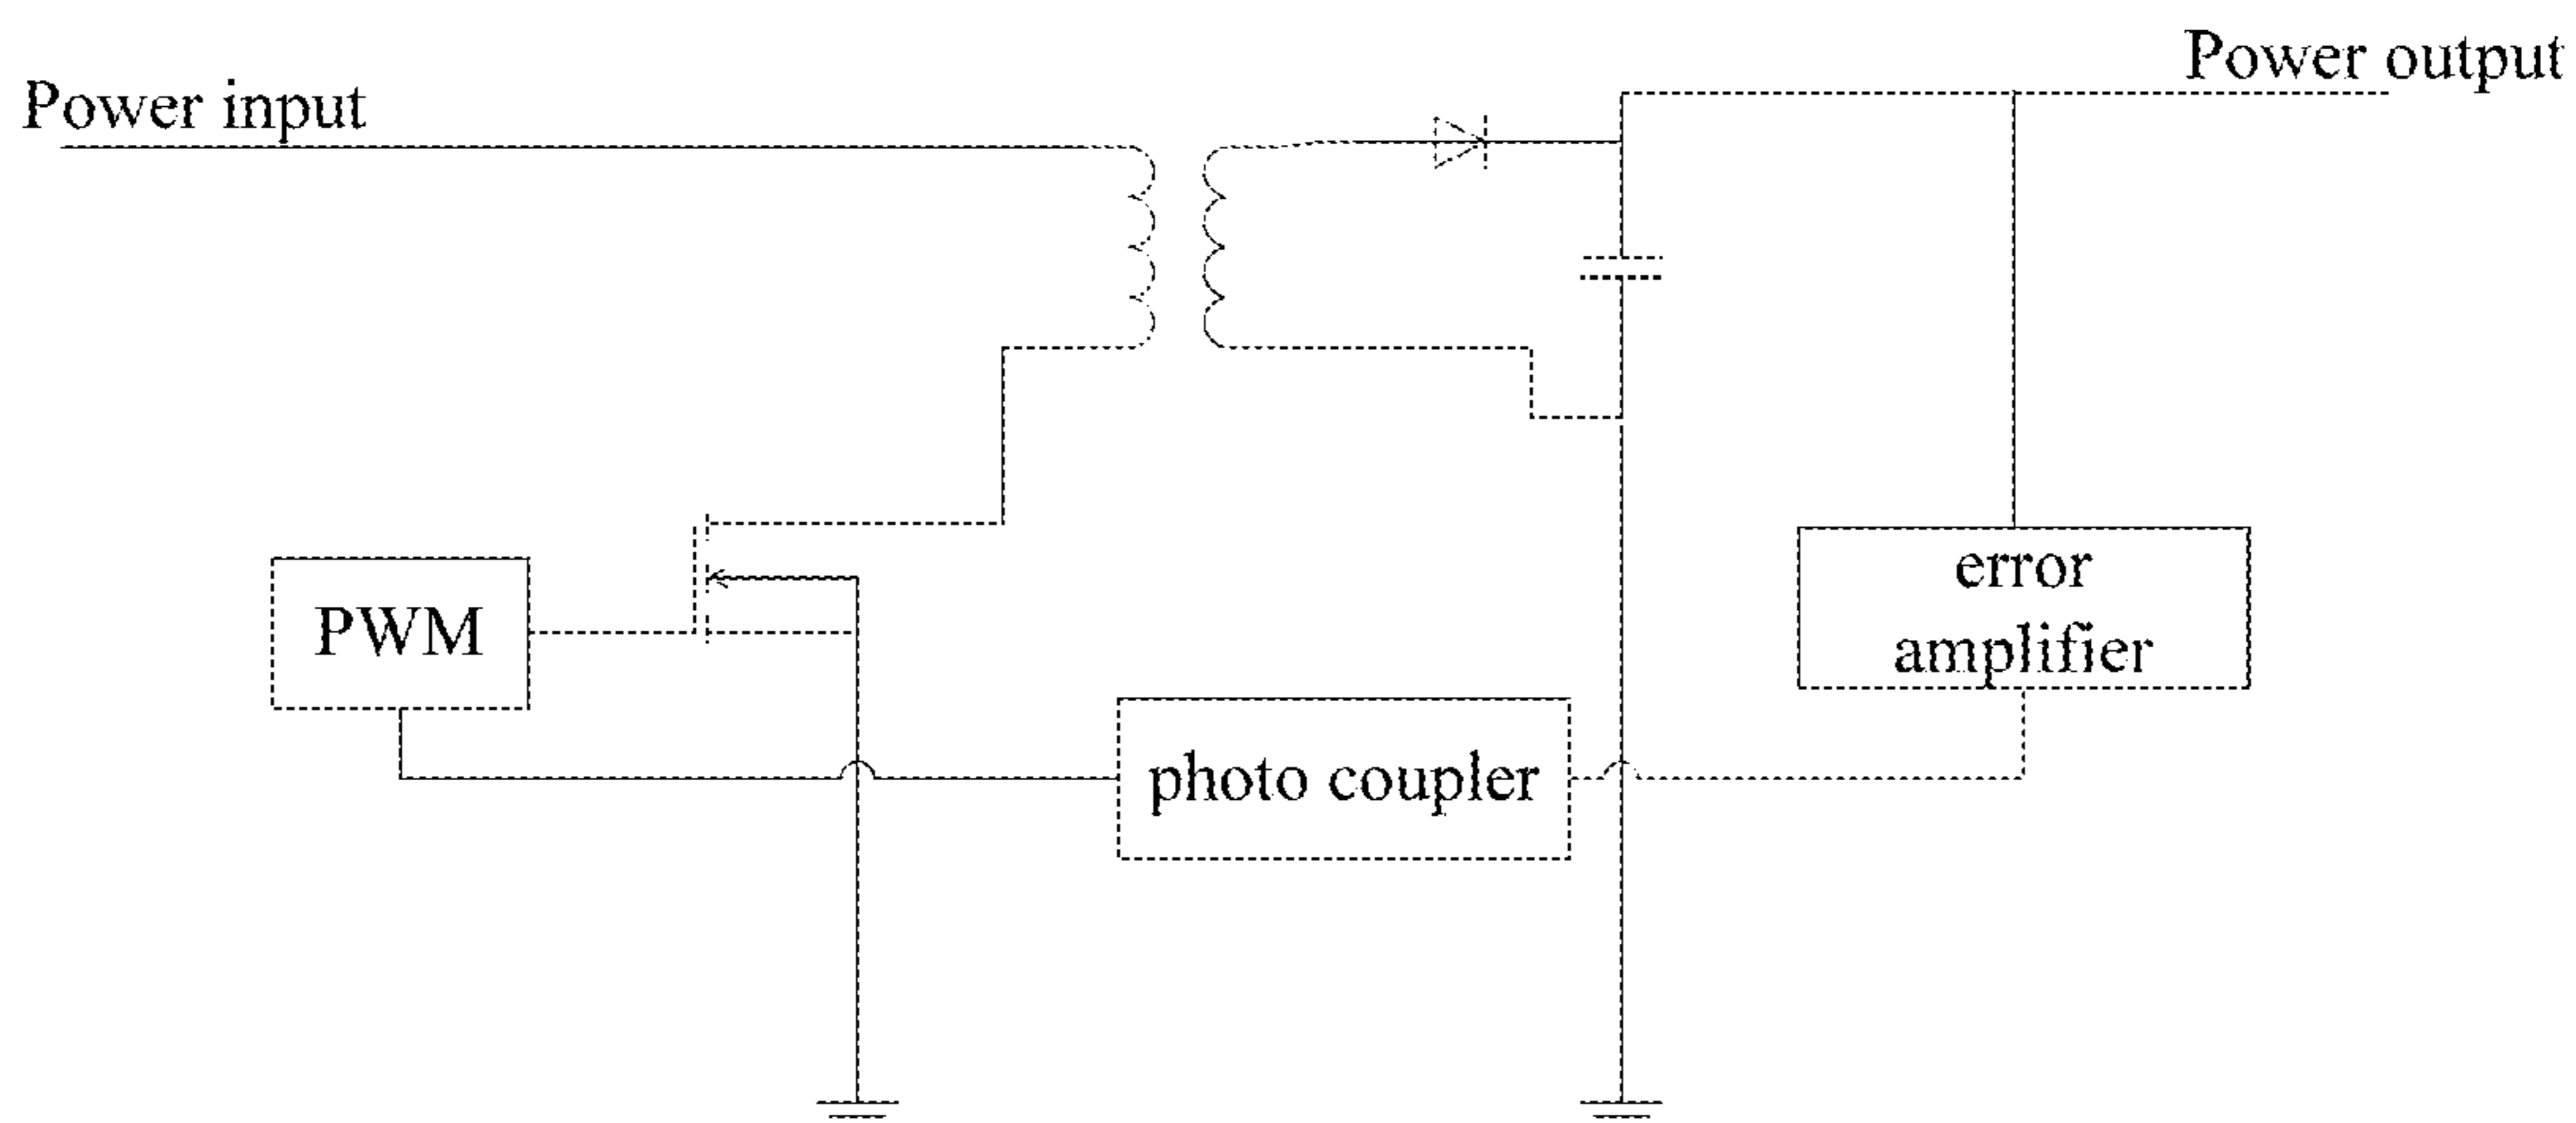 Power output
Power input
error
amplifier
PWM
photo coupler